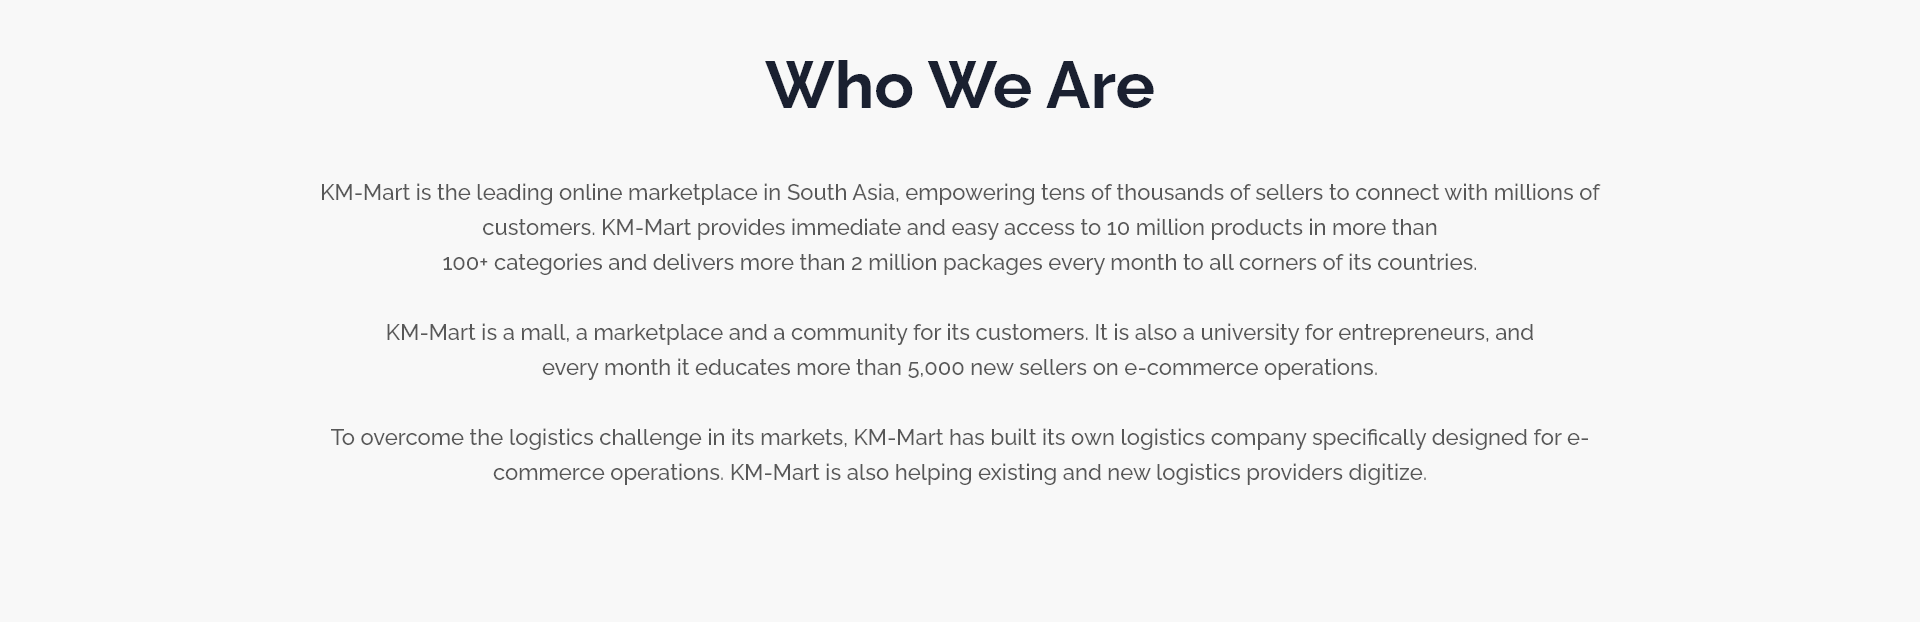 Who We Are
KM-Mart is the leading online marketplace in South Asia, empowering tens of thousands of sellers to connect with millions of
customers. KM-Mart provides immediate and easy access to 10 million products in more than
100+ categories and delivers more than 2 million packages every month to all corners of its countries.
KM-Mart is a mall, a marketplace and a community for its customers. It is also a university for entrepreneurs, and
every month it educates more than 5,000 new sellers on e-commerce operations.
To overcome the logistics challenge in its markets, KM-Mart has built its own logistics company specifically designed for e-
commerce operations. KM-Mart is also helping existing and new logistics providers digitize.